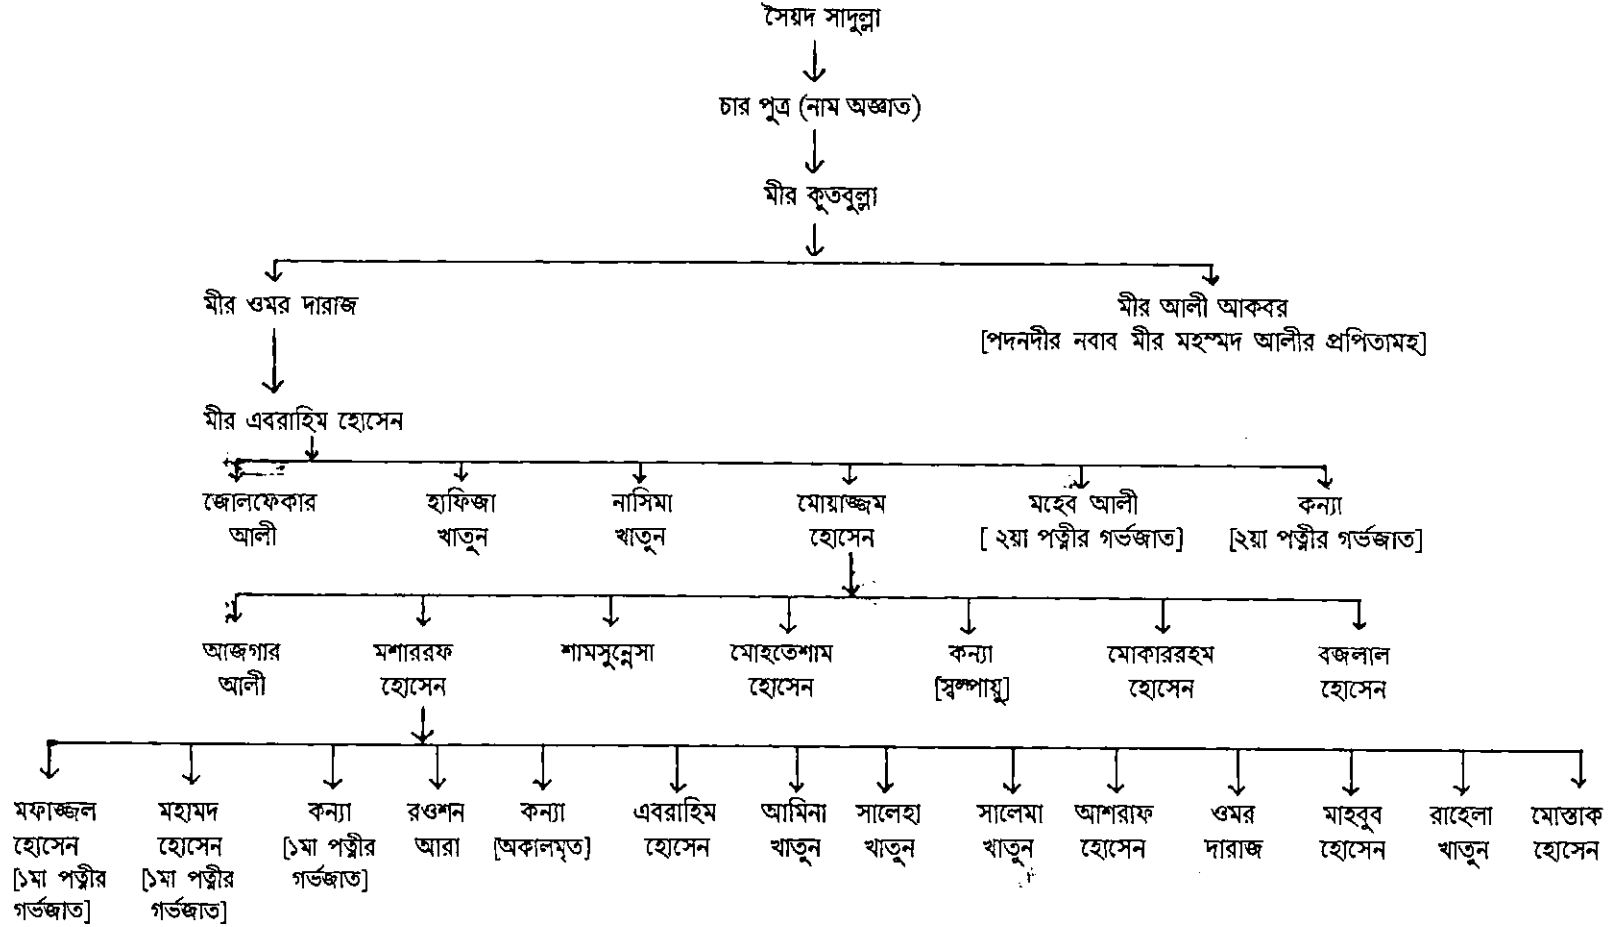 সৈয়দ সাদুল্লা
চার পুত্র (নাম অজ্ঞাত)
মীর কুতবুল্লা
মীর ওমর দারাজ
মীর আলী আকবর
[পদনদীর নবাব মীর মহম্মদ আলীর প্রপিতামহ]
মীর এবরাহিম হোসেন
জোলফেকার
আলী
হাফিজা
খাতুন
নাসিমা
খাতুন
মোয়াজ্জম
হোসেন
মহেব আলী
[ ২য়া পত্নীর গর্ভজাত]
কন্যা
[২য়া পত্নীর গর্ভজাত]
আজগার
আলী
মশাররফ
হোসেন
শামসুন্নেসা
মোহতেশাম
হোসেন
কন্যা
[স্বল্পায়ু]
মোকাররহম
হোসেন
বজলাল
হোসেন
মফাজ্জল
হোসেন
[১মা পত্নীর
গর্ভজাত]
মহামদ
হোসেন
[১মা পত্নীর
গর্ভজাত]
কন্যা
[১মা পত্নীর
গর্ভজাত]
রওশন
আরা
কন্যা
[অকালমৃত]
এবরাহিম
হোসেন
আমিনা
খাতুন
সালেহা
খাতুন
সালেমা
খাতুন
আশরাফ
হোসেন
ওমর
দারাজ
মাহবুব
হোসেন
রাহেলা
খাতুন
মোস্তাক
হোসেন